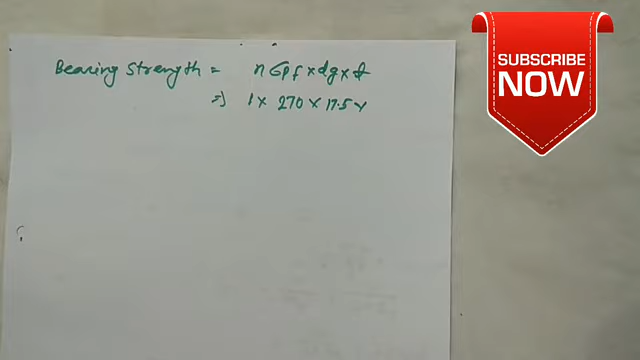 Bearing Strength = n σpf x dg x t
=) 1 x 270 x 17.5 x
SUBSCRIBE
NOW